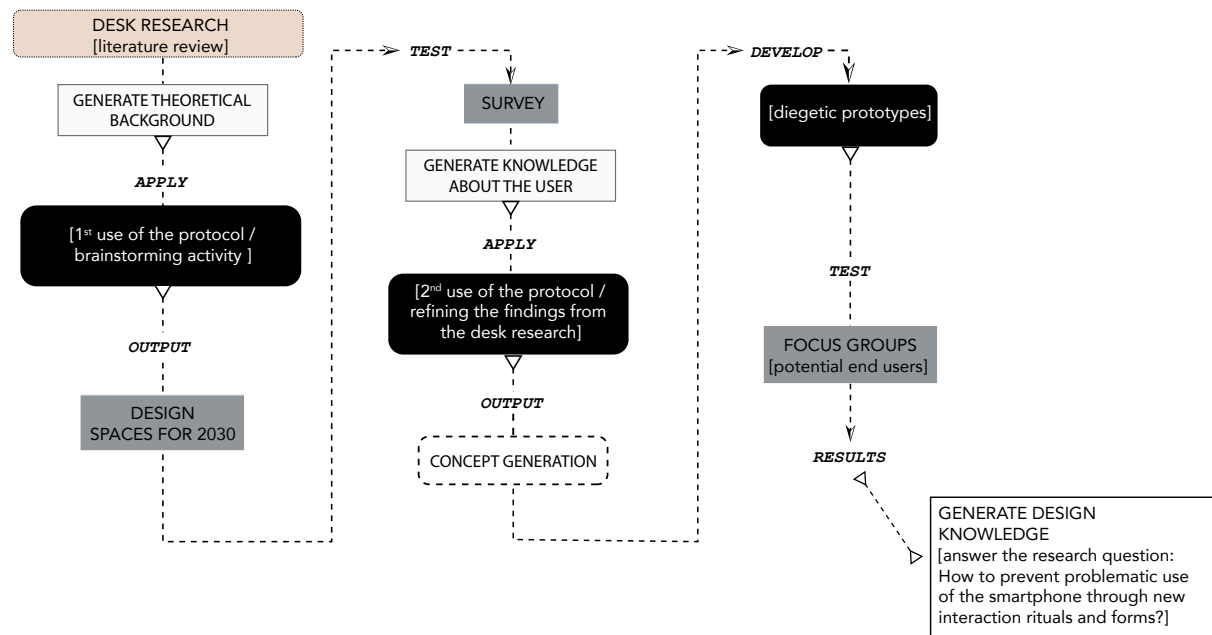 DESK RESEARCH
[literature review]
GENERATE THEORETICAL
BACKGROUND
APPLY
[1st use of the protocol /
brainstorming activity ]
OUTPUT
DESIGN
SPACES FOR 2030
TEST
SURVEY
GENERATE KNOWLEDGE
ABOUT THE USER
APPLY
[2nd use of the protocol /
refining the findings from
the desk research]
OUTPUT
CONCEPT GENERATION
DEVELOP
[diegetic prototypes]
TEST
FOCUS GROUPS
[potential end users]
RESULTS
GENERATE DESIGN
KNOWLEDGE
[answer the research question:
How to prevent problematic use
of the smartphone through new
interaction rituals and forms?]